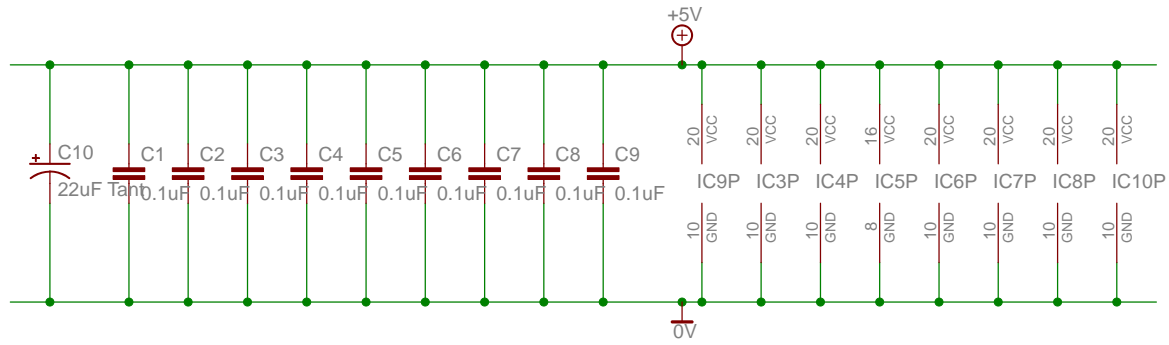 +5V
+
C10
22uF Tant
C1
0.1uF
C2
0.1uF
C3
0.1uF
C4
0.1uF
C5
0.1uF
C6
0.1uF
C7
0.1uF
C8
0.1uF
C9
0.1uF
20
VCC
IC9P
10
GND
20
VCC
IC3P
10
GND
20
VCC
IC4P
10
GND
16
VCC
IC5P
8
GND
20
VCC
IC6P
10
GND
20
VCC
IC7P
10
GND
20
VCC
IC8P
10
GND
20
VCC
IC10P
10
GND
0V